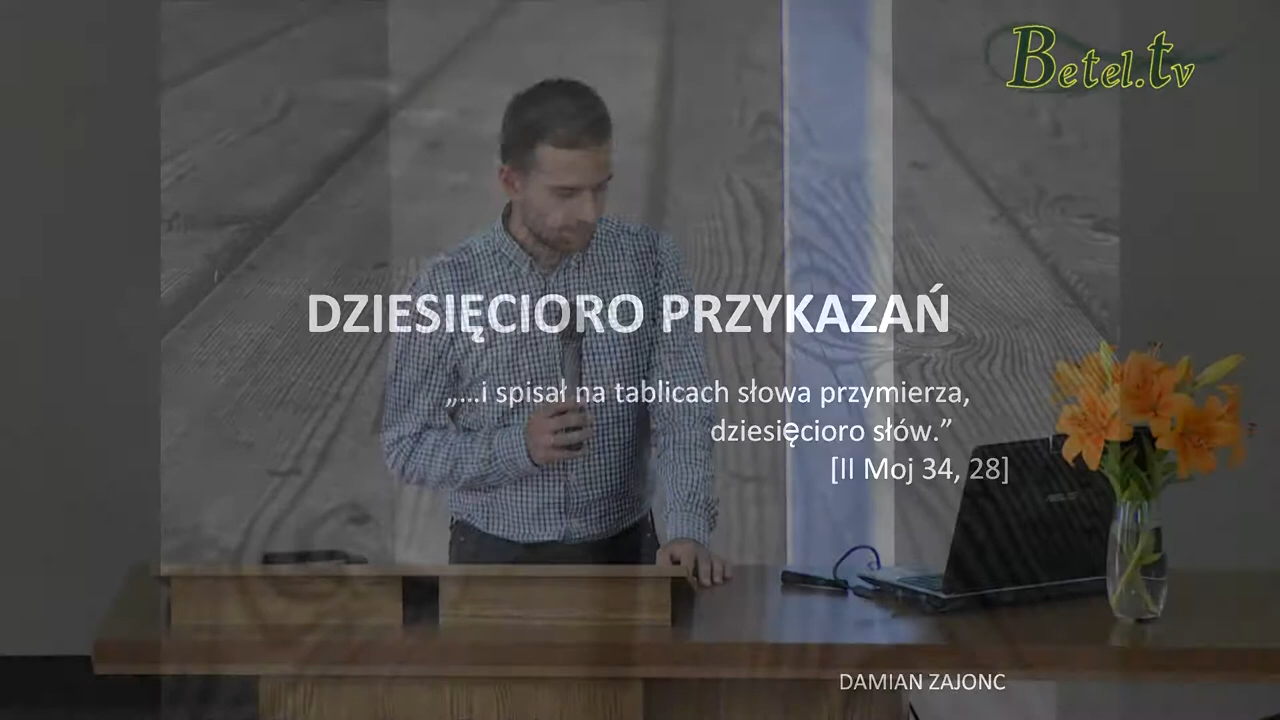 Betel.tv
DZIESIĘCIORO PRZYKAZAŃ
„...i spisał na tablicach słowa przymierza,
dziesięcioro słów.”
[II Moj 34, 28]
DAMIAN ZAJONC